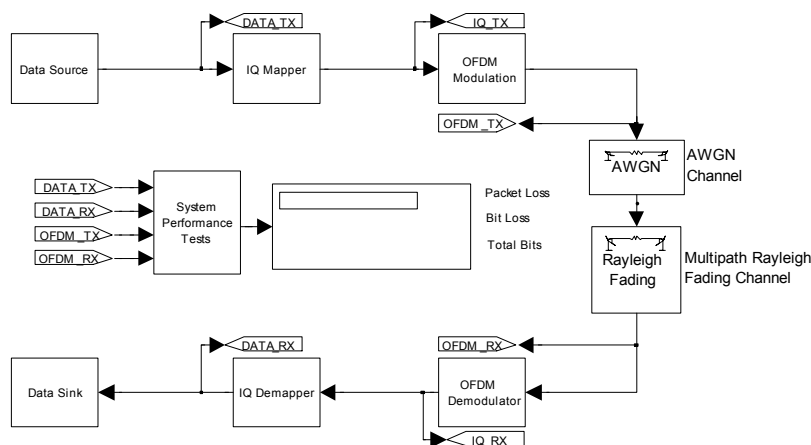 DATA_TX
IQ_TX
Data Source
IQ Mapper
OFDM
Modulation
OFDM_TX
AWGN
AWGN
Channel
DATA_TX
DATA_RX
OFDM_TX
OFDM_RX
System
Performance
Tests
Packet Loss
Bit Loss
Total Bits
Rayleigh
Fading
Multipath Rayleigh
Fading Channel
DATA_RX
OFDM_RX
Data Sink
IQ Demapper
OFDM
Demodulator
IQ_RX